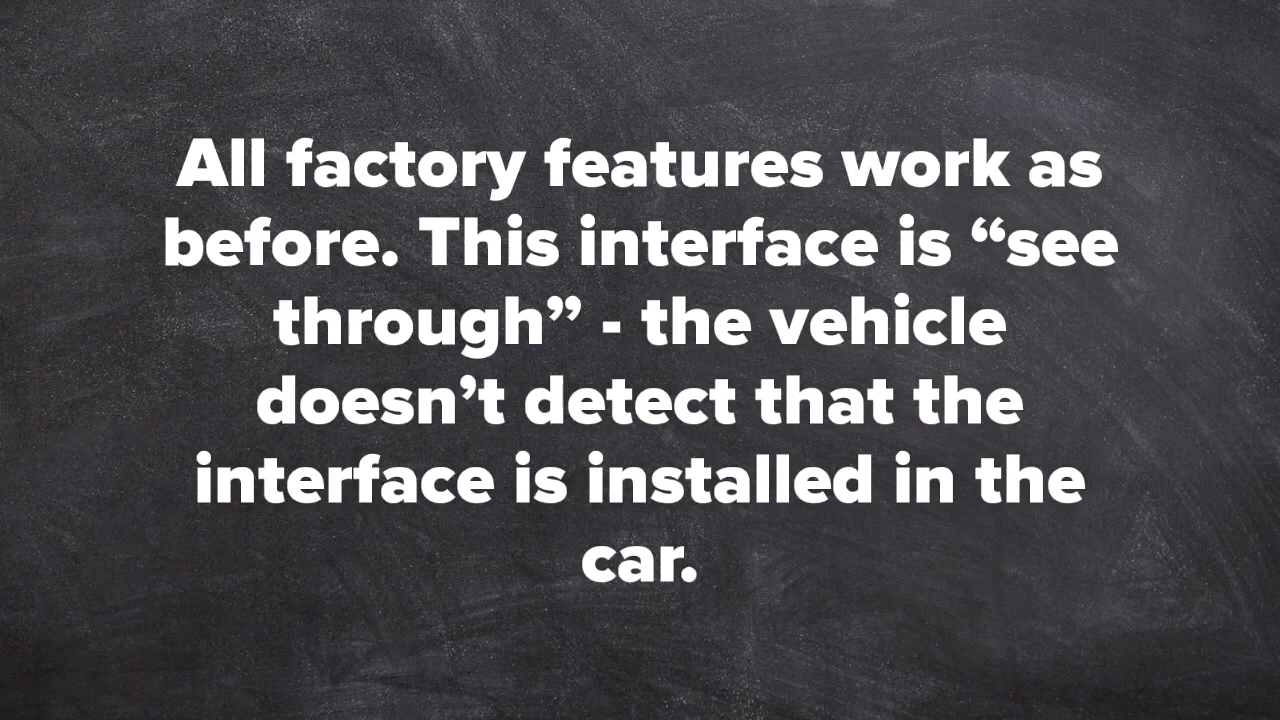 All factory features work as
before. This interface is “see
through” - the vehicle
doesn’t detect that the
interface is installed in the
car.